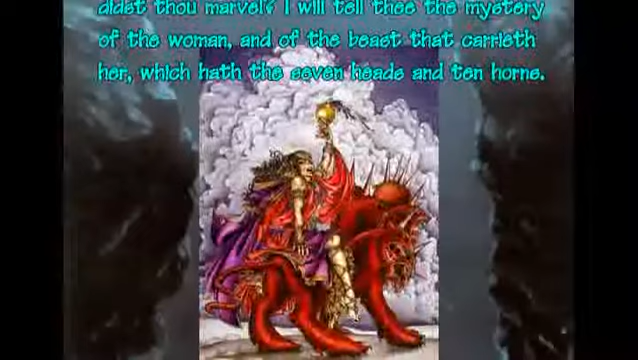 didst thou marvel? I will tell thee the mystery
of the woman, and of the beast that carrieth
her, which hath the seven heads and ten horns.